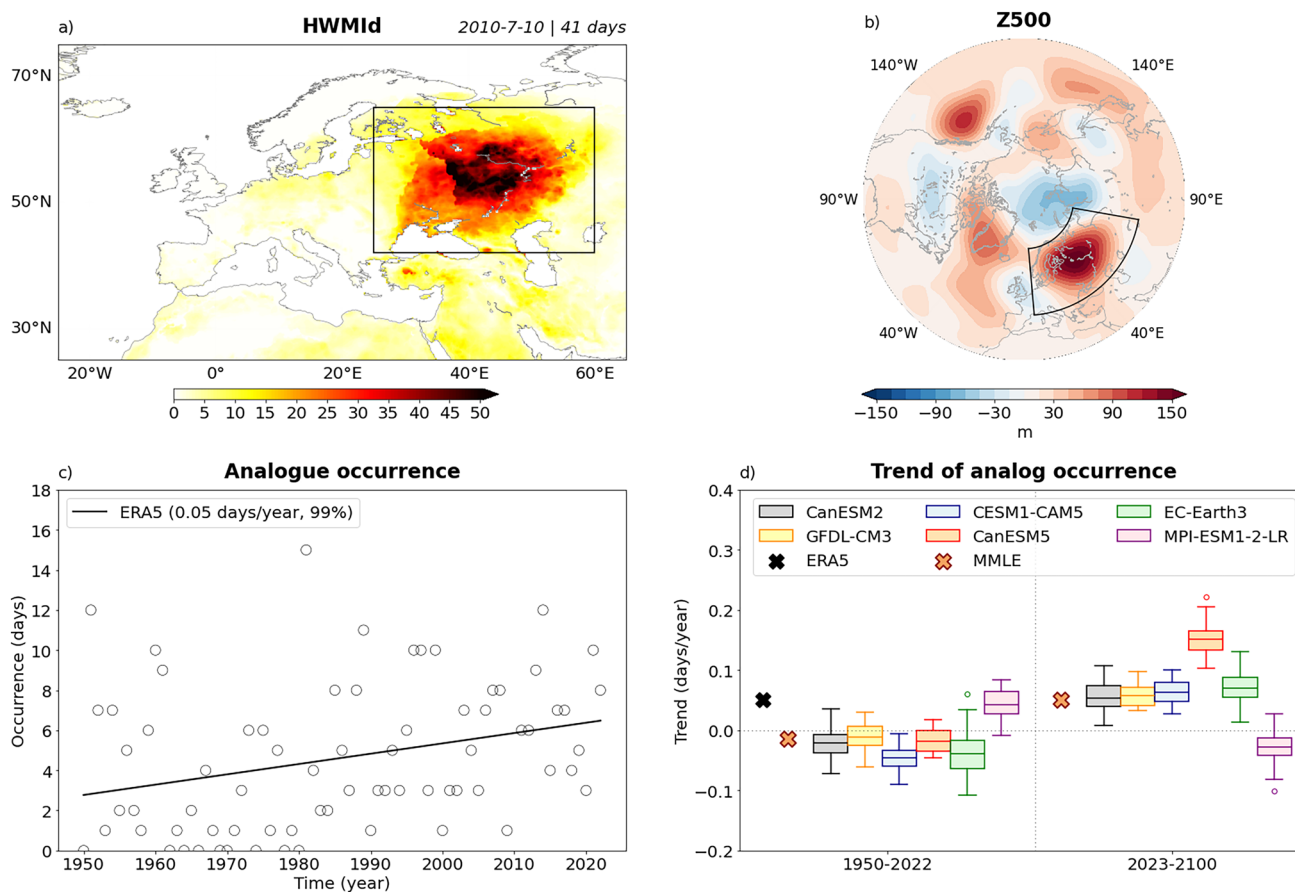 a)
HWMId
2010-7-10 | 41 days
70°N
50°N
30°N
20°W 0° 20°E 40°E 60°E
0 5 10 15 20 25 30 35 40 45 50
b)
Z500
140°W 140°E
90°W 90°E
40°W 40°E
−150 −90 −30 30 90 150
m
c)
Analogue occurrence
ERA5 (0.05 days/year, 99%)
Occurrence (days)
18
16
14
12
10
8
6
4
2
0
1950 1960 1970 1980 1990 2000 2010 2020
Time (year)
d)
Trend of analog occurrence
CanESM2 CESM1-CAM5 EC-Earth3
GFDL-CM3 CanESM5 MPI-ESM1-2-LR
ERA5 MMLE
Trend (days/year)
0.4
0.3
0.2
0.1
0.0
−0.1
−0.2
1950-2022 2023-2100